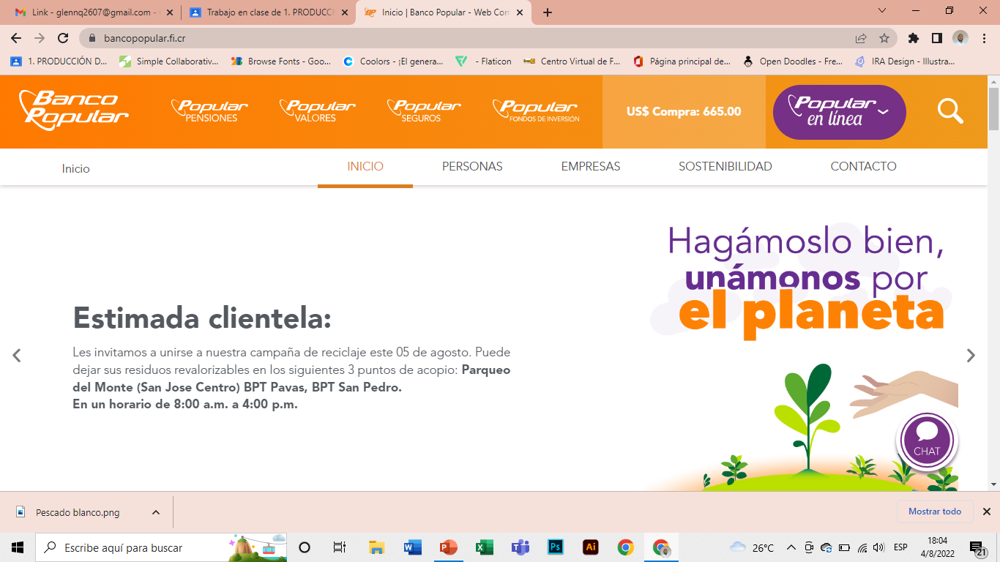 Link - glennq2607@gmail.com -
Trabajo en clase de 1. PRODUCCI
Inicio | Banco Popular - Web Con
bancopopular.fi.cr
1. PRODUCCIÓN D...
Simple Collaborativ...
Browse Fonts - Goo...
Coolors - ¡El genera...
- Flaticon
Centro Virtual de F...
Página principal de...
Open Doodles - Fre...
IRA Design - Illustra...
Banco
Popular
Popular
PENSIONES
Popular
VALORES
Popular
SEGUROS
Popular
FONDOS DE INVERSIÓN
US$ Compra: 665.00
Popular
en línea
Inicio
INICIO
PERSONAS
EMPRESAS
SOSTENIBILIDAD
CONTACTO
Hagámoslo bien,
unámonos por
el planeta
Estimada clientela:
Les invitamos a unirse a nuestra campaña de reciclaje este 05 de agosto. Puede
dejar sus residuos revalorizables en los siguientes 3 puntos de acopio: Parqueo
del Monte (San Jose Centro) BPT Pavas, BPT San Pedro.
En un horario de 8:00 a.m. a 4:00 p.m.
CHAT
Pescado blanco.png
Mostrar todo
Escribe aquí para buscar
26°C
ESP
18:04
4/8/2022
21